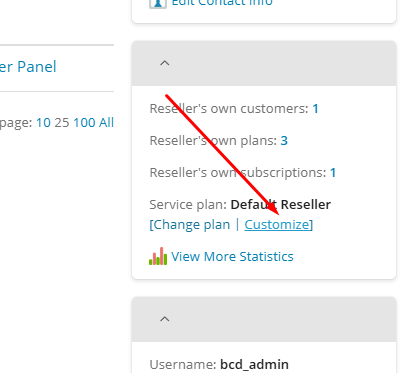 Edit Contact Info
er Panel
page: 10 25 100 All
Reseller's own customers: 1
Reseller's own plans: 3
Reseller's own subscriptions: 1
Service plan: Default Reseller
[Change plan | Customize]
View More Statistics
Username: bcd_admin